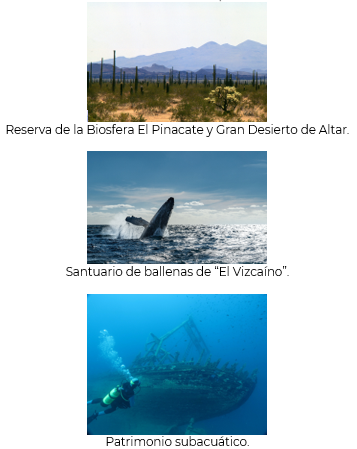 Reserva de la Biosfera El Pinacate y Gran Desierto de Altar.
Santuario de ballenas de “El Vizcaíno”.
Patrimonio subacuático.